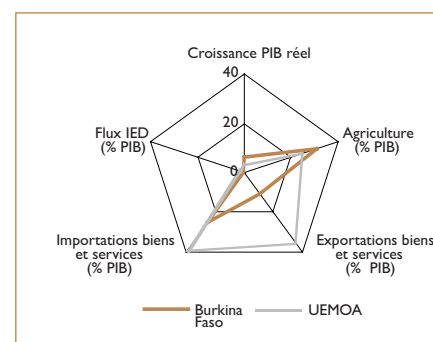 Croissance PIB réel
40
20
0
Flux IED
(% PIB)
Agriculture
(% PIB)
Importations biens
et services
(% PIB)
Exportations biens
et services
(% PIB)
Burkina
Faso
UEMOA